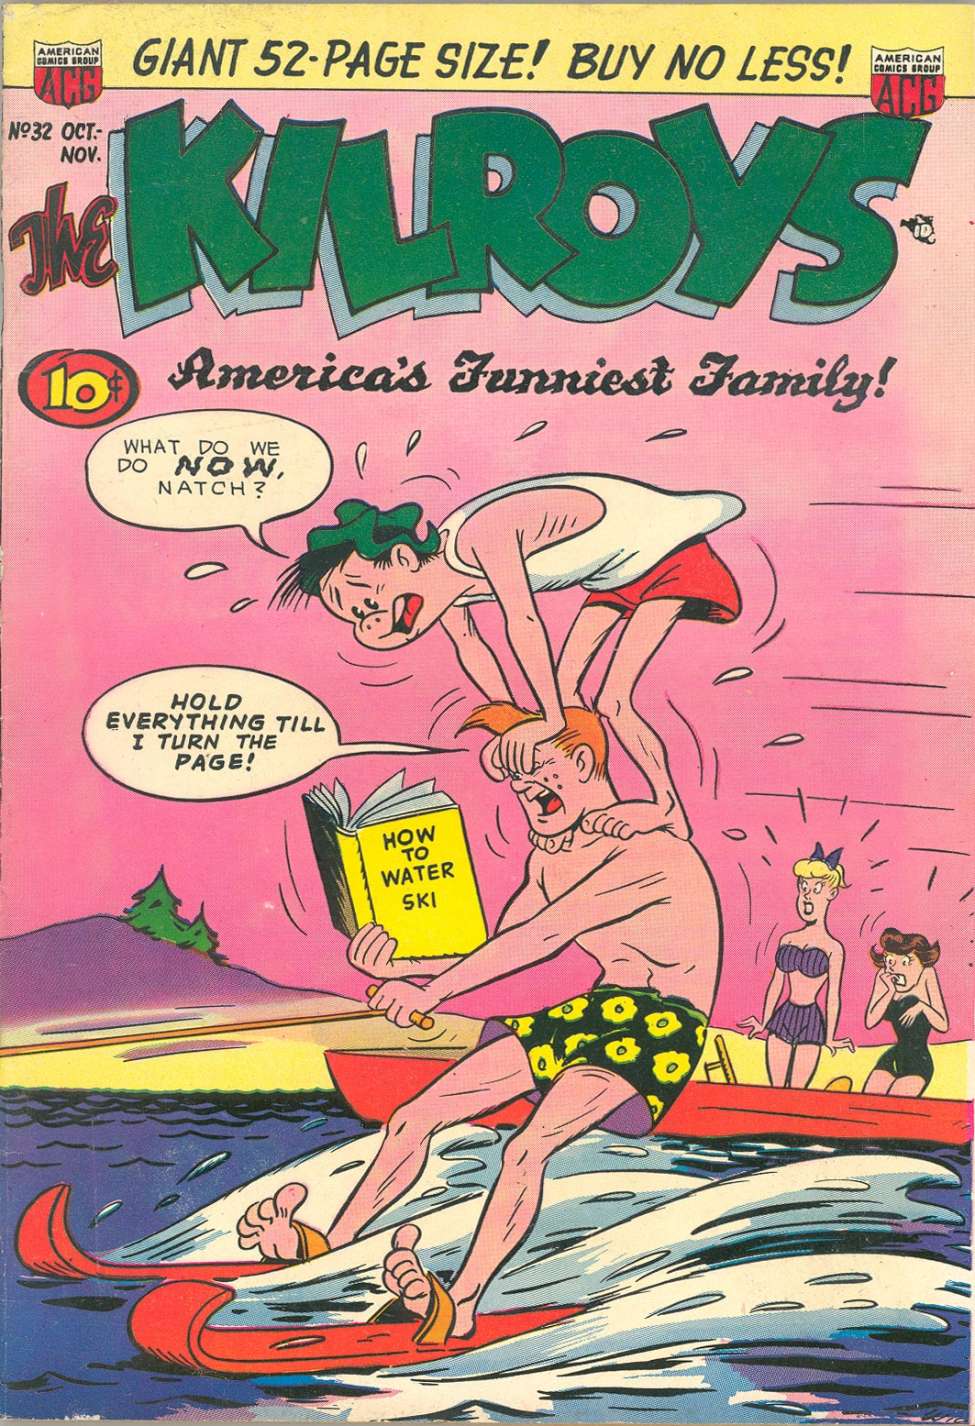 GIANT 52-PAGE SIZE! BUY NO LESS!
AMERICAN
COMICS GROUP
ACG
AMERICAN
COMICS GROUP
ACG
Nº32 OCT.-
NOV.
THE KILROYS
10¢
America's Funniest Family!
WHAT DO WE
DO NOW,
NATCH?
HOLD
EVERYTHING TILL
I TURN THE
PAGE!
HOW
TO
WATER
SKI